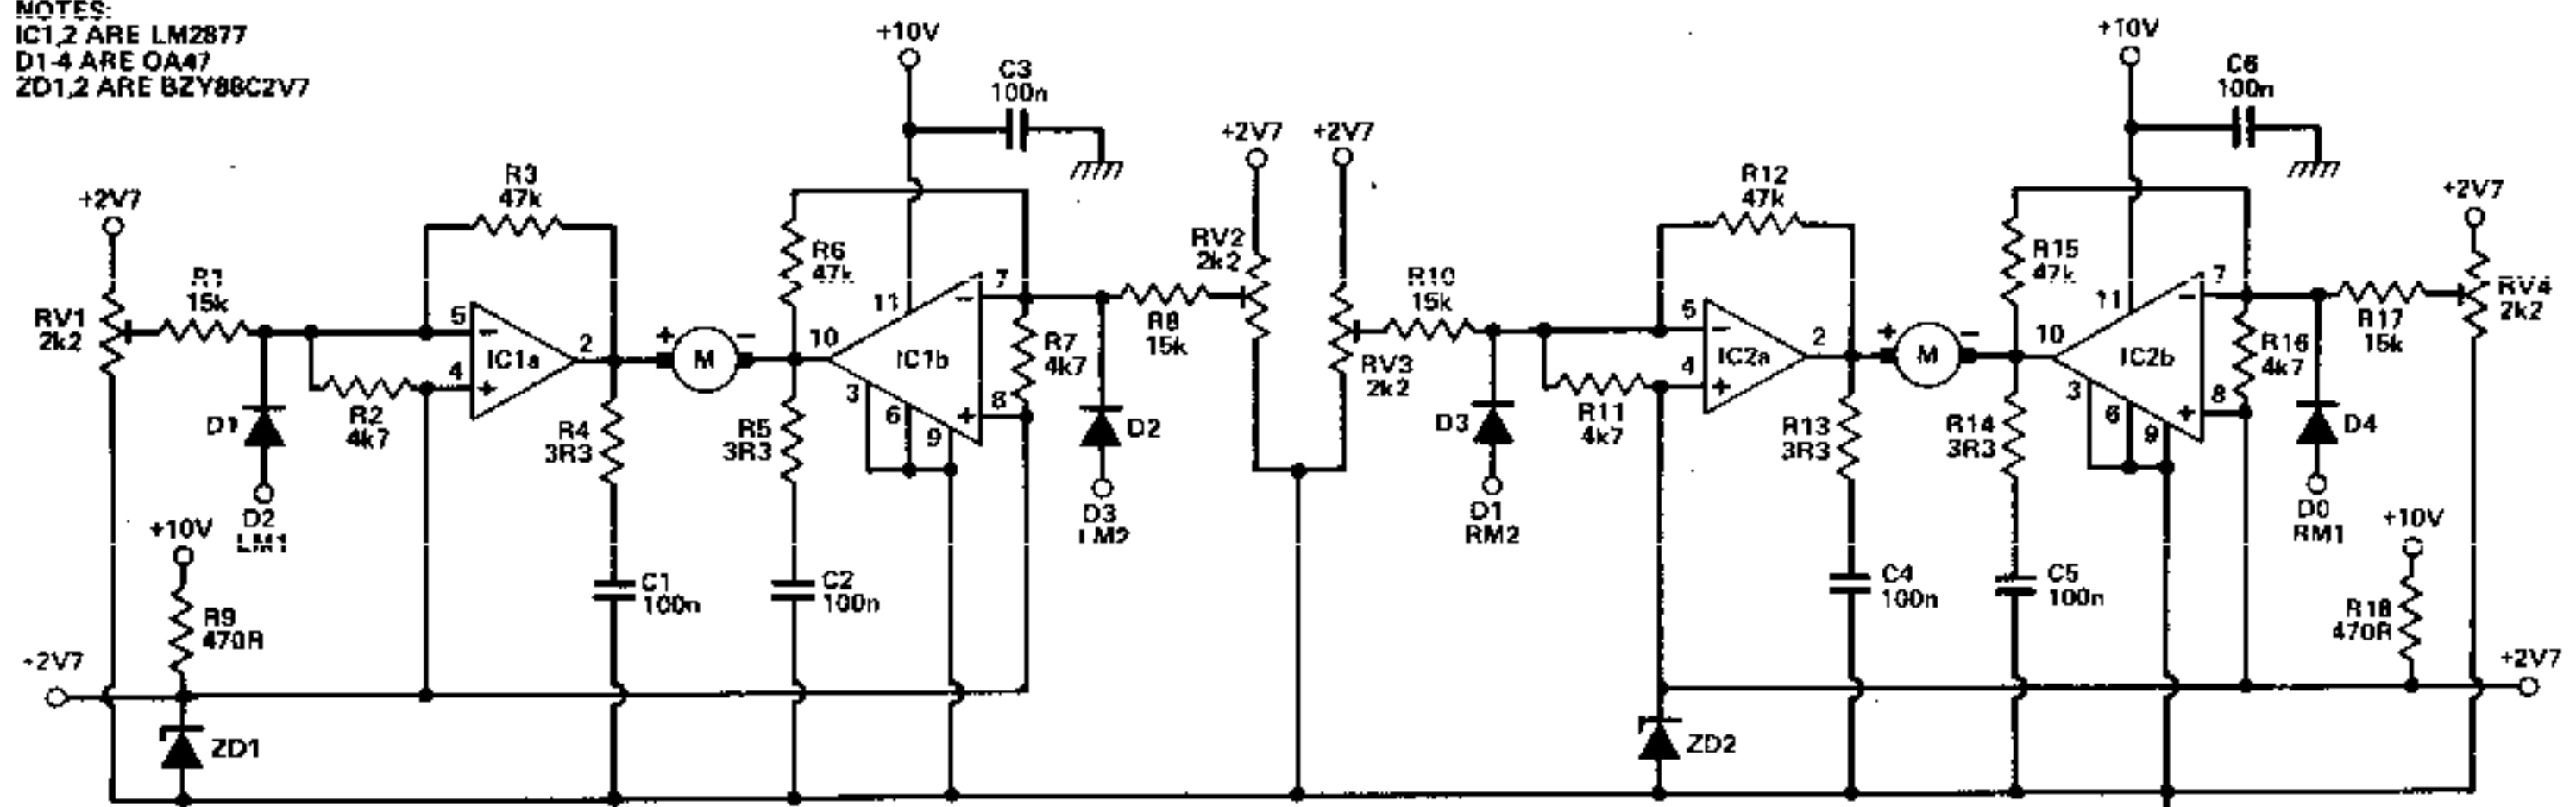 NOTES:
IC1,2 ARE LM2877
D1-4 ARE OA47
ZD1,2 ARE BZY88C2V7
+10V
C3
100n
+2V7
+2V7
+10V
C6
100n
+2V7
R3
47k
R12
47k
+2V7
RV1
2k2
R1
15k
R6
47k
RV2
2k2
R10
15k
R15
47k
RV4
2k2
5
−
4
+
IC1a
2
+
M
−
10
11
IC1b
7
−
8
+
3
6
9
R7
4k7
R8
15k
RV3
2k2
5
−
4
+
IC2a
2
+
M
−
10
11
IC2b
7
−
8
+
3
6
9
R16
4k7
R17
15k
D1
R2
4k7
R4
3R3
R5
3R3
D2
D3
R11
4k7
R13
3R3
R14
3R3
D4
D2
LM1
D3
LM2
D1
RM2
D0
RM1
+10V
R9
470R
+10V
R18
470R
C1
100n
C2
100n
C4
100n
C5
100n
+2V7
+2V7
ZD1
ZD2